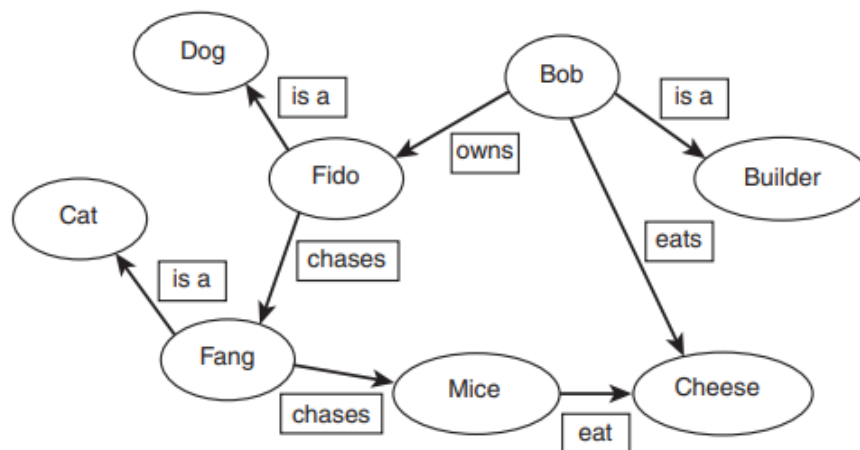 Dog
Bob
is a
is a
owns
Fido
Builder
Cat
eats
chases
is a
Fang
Mice
Cheese
chases
eat